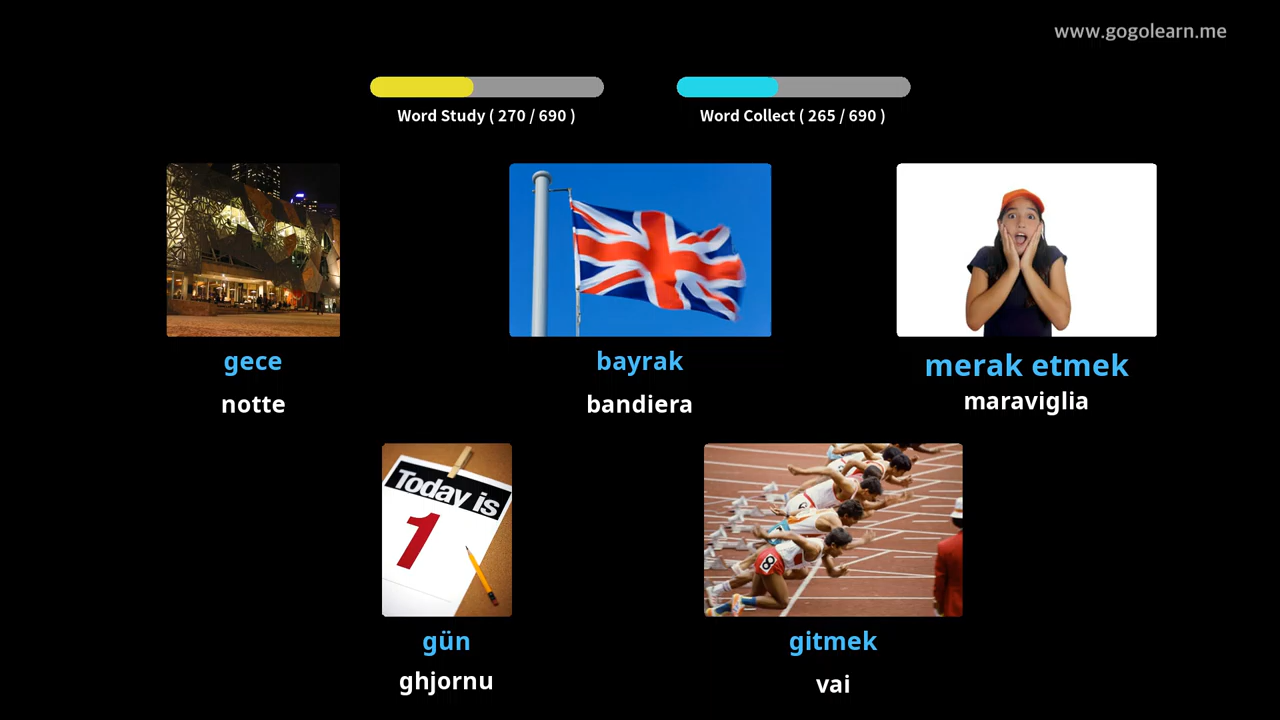 www.gogolearn.me
Word Study ( 270 / 690 )
Word Collect ( 265 / 690 )
gece
notte
bayrak
bandiera
merak etmek
maraviglia
Today is
1
gün
ghjornu
8
gitmek
vai